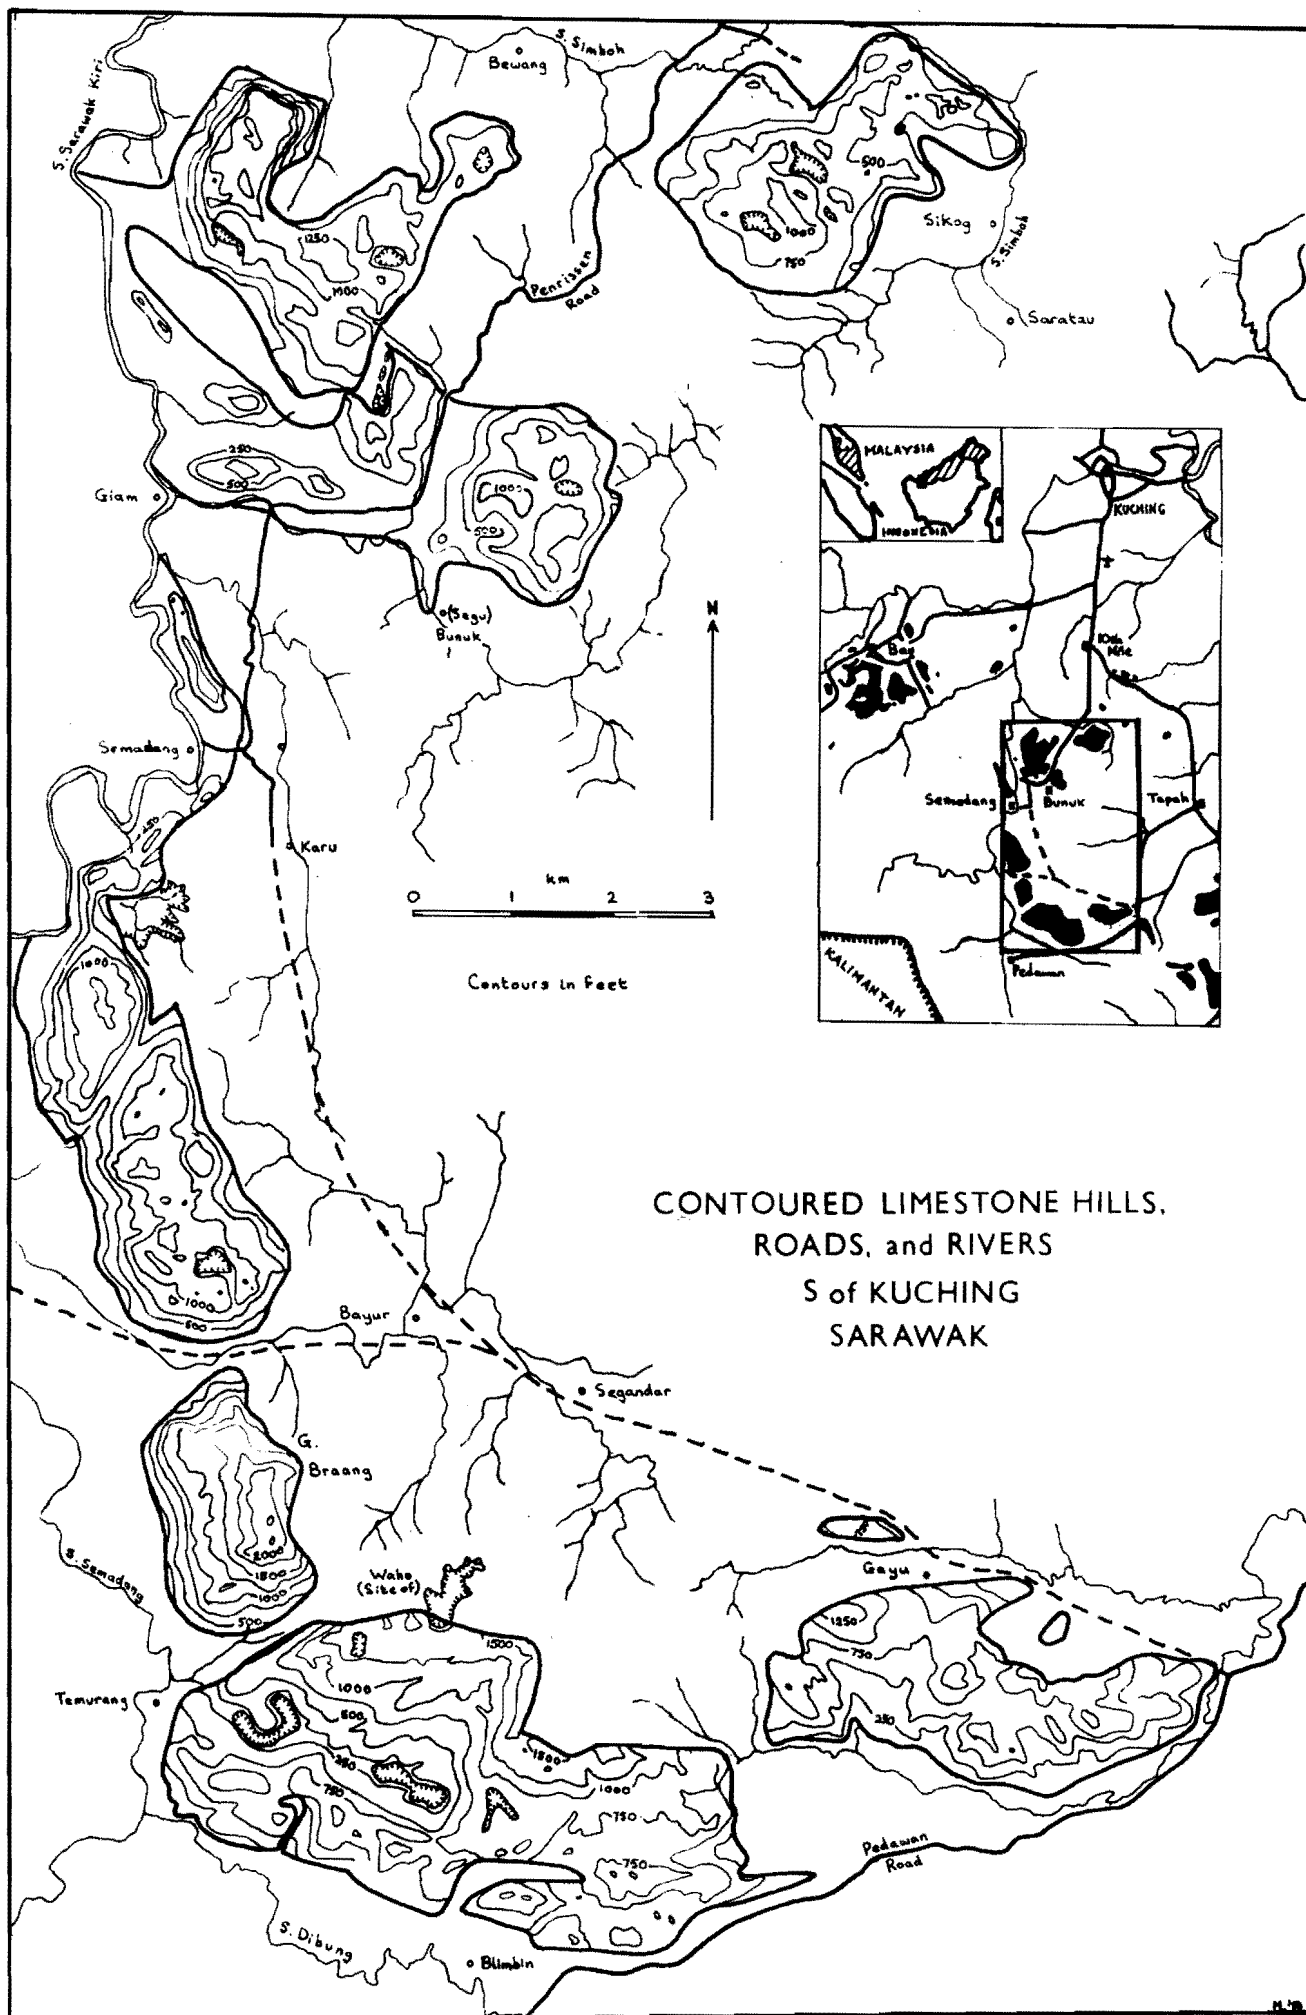 S. Sarawak Kiri
Bewang
S. Simboh
500
1000
750
Sikog
S. Simboh
Saratau
1250
1000
Penrissen
Road
250
500
Giam
1000
500
(Segu)
Bunuk
N
MALAYSIA
INDONESIA
KUCHING
Bau
10th
Mile
Semadang
Bunuk
Tapah
Pedawan
KALIMANTAN
Semadang
250
Karu
km
0 1 2 3
Contours in Feet
1000
1000
500
CONTOURED LIMESTONE HILLS,
ROADS, and RIVERS
S of KUCHING
SARAWAK
Bayur
Segandar
G.
Braang
2000
1500
1000
500
S. Semadang
Waho
(Site of)
Gayu
1250
750
250
1500
1000
500
250
750
Temurang
1500
1000
750
750
Pedawan
Road
S. Dibung
Blimbin